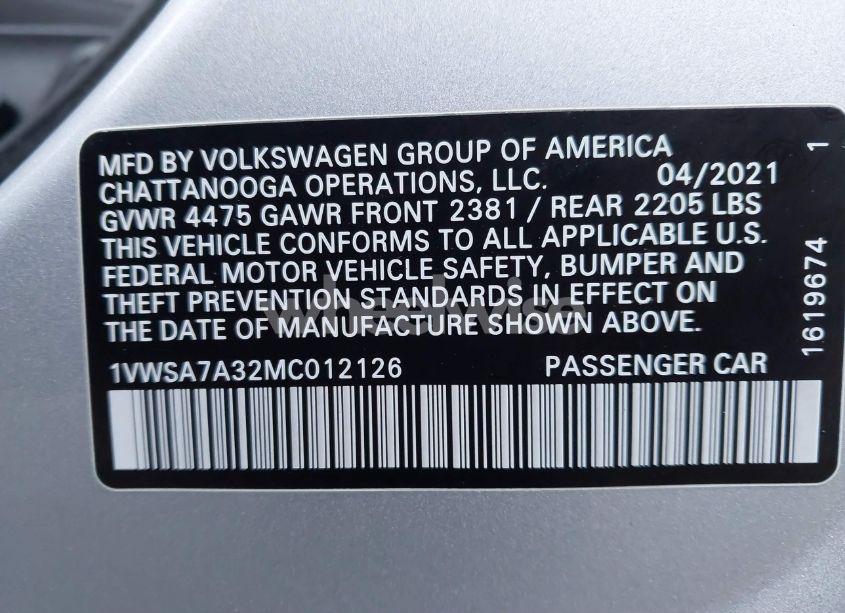 MFD BY VOLKSWAGEN GROUP OF AMERICA
CHATTANOOGA OPERATIONS, LLC. 04/2021
GVWR 4475 GAWR FRONT 2381 / REAR 2205 LBS
THIS VEHICLE CONFORMS TO ALL APPLICABLE U.S.
FEDERAL MOTOR VEHICLE SAFETY, BUMPER AND
THEFT PREVENTION STANDARDS IN EFFECT ON
THE DATE OF MANUFACTURE SHOWN ABOVE.
1VWSA7A32MC012126 PASSENGER CAR
1619674 1
wheelwise